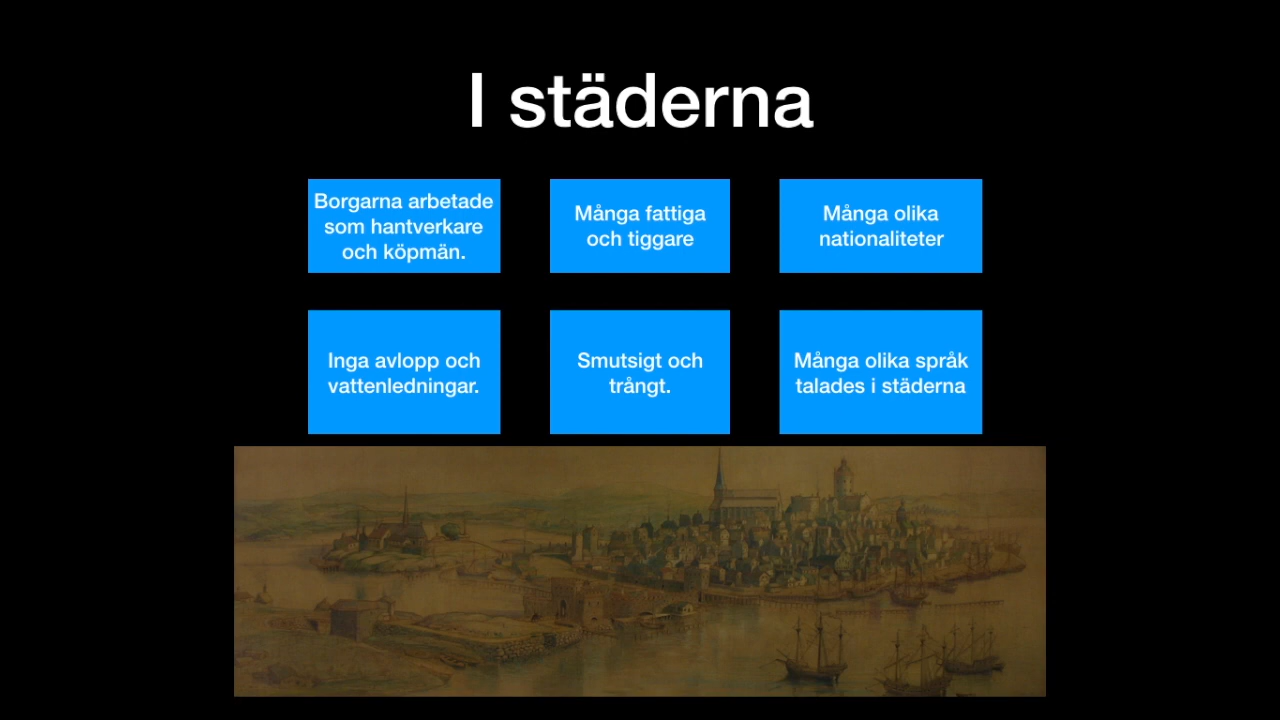 I städerna
Borgarna arbetade
som hantverkare
och köpmän.
Många fattiga
och tiggare
Många olika
nationaliteter
Inga avlopp och
vattenledningar.
Smutsigt och
trångt.
Många olika språk
talades i städerna